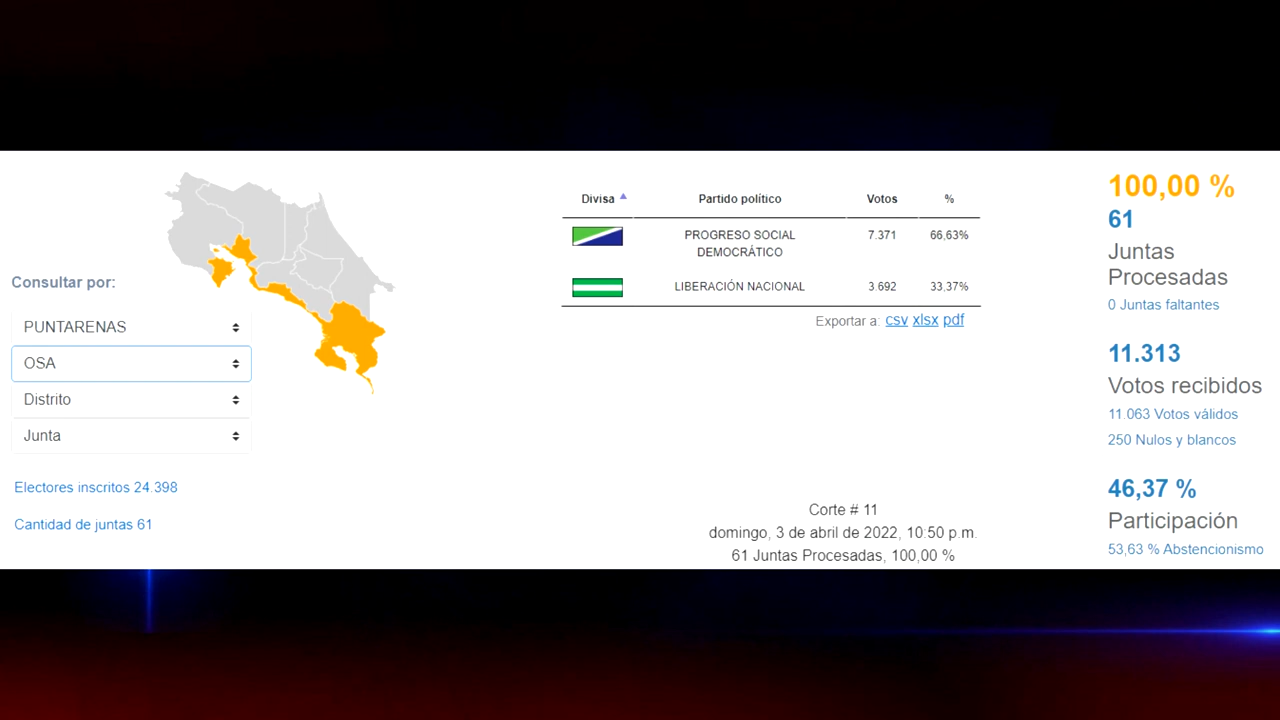 Consultar por:
PUNTARENAS
OSA
Distrito
Junta
Electores inscritos 24.398
Cantidad de juntas 61
Divisa Partido político Votos %
PROGRESO SOCIAL DEMOCRÁTICO 7.371 66,63%
LIBERACIÓN NACIONAL 3.692 33,37%
Exportar a: csv xlsx pdf
Corte # 11
domingo, 3 de abril de 2022, 10:50 p.m.
61 Juntas Procesadas, 100,00 %
100,00 %
61
Juntas
Procesadas
0 Juntas faltantes
11.313
Votos recibidos
11.063 Votos válidos
250 Nulos y blancos
46,37 %
Participación
53,63 % Abstencionismo